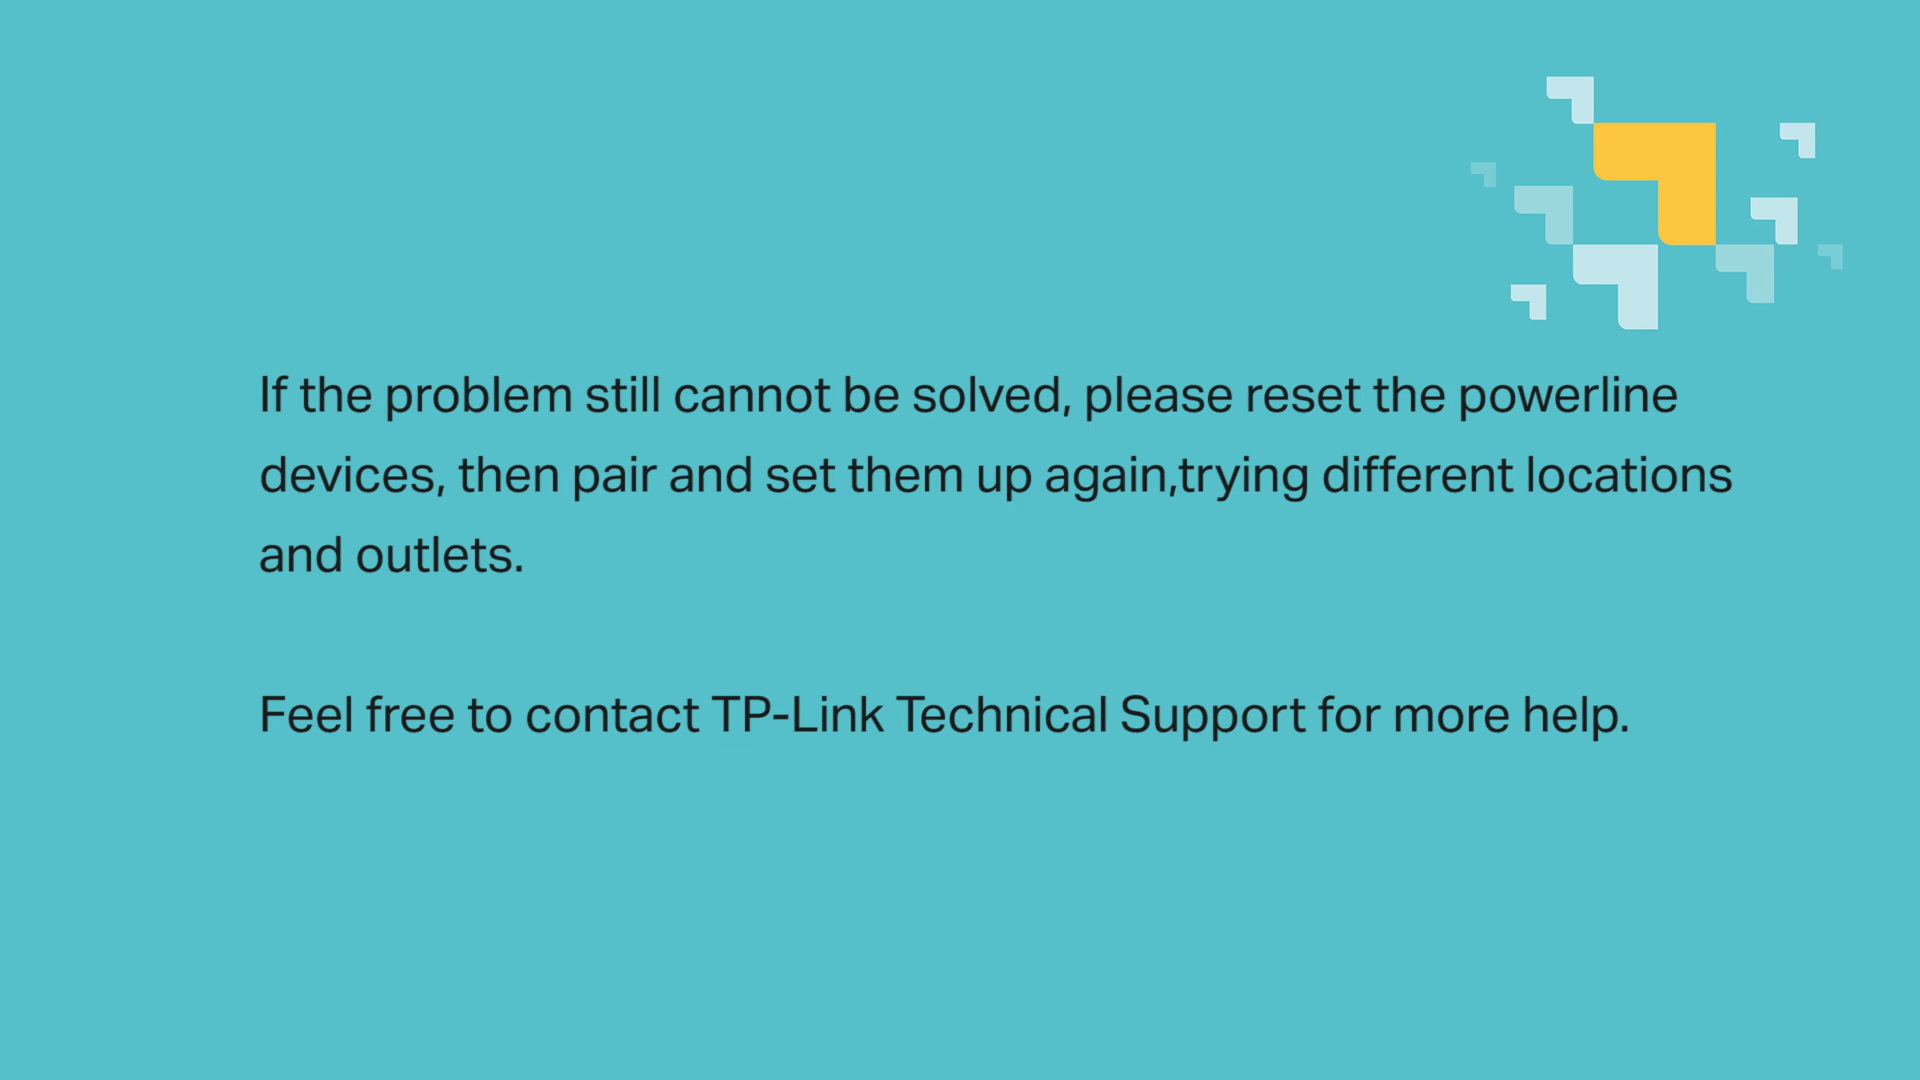 If the problem still cannot be solved, please reset the powerline
devices, then pair and set them up again,trying different locations
and outlets.
Feel free to contact TP-Link Technical Support for more help.